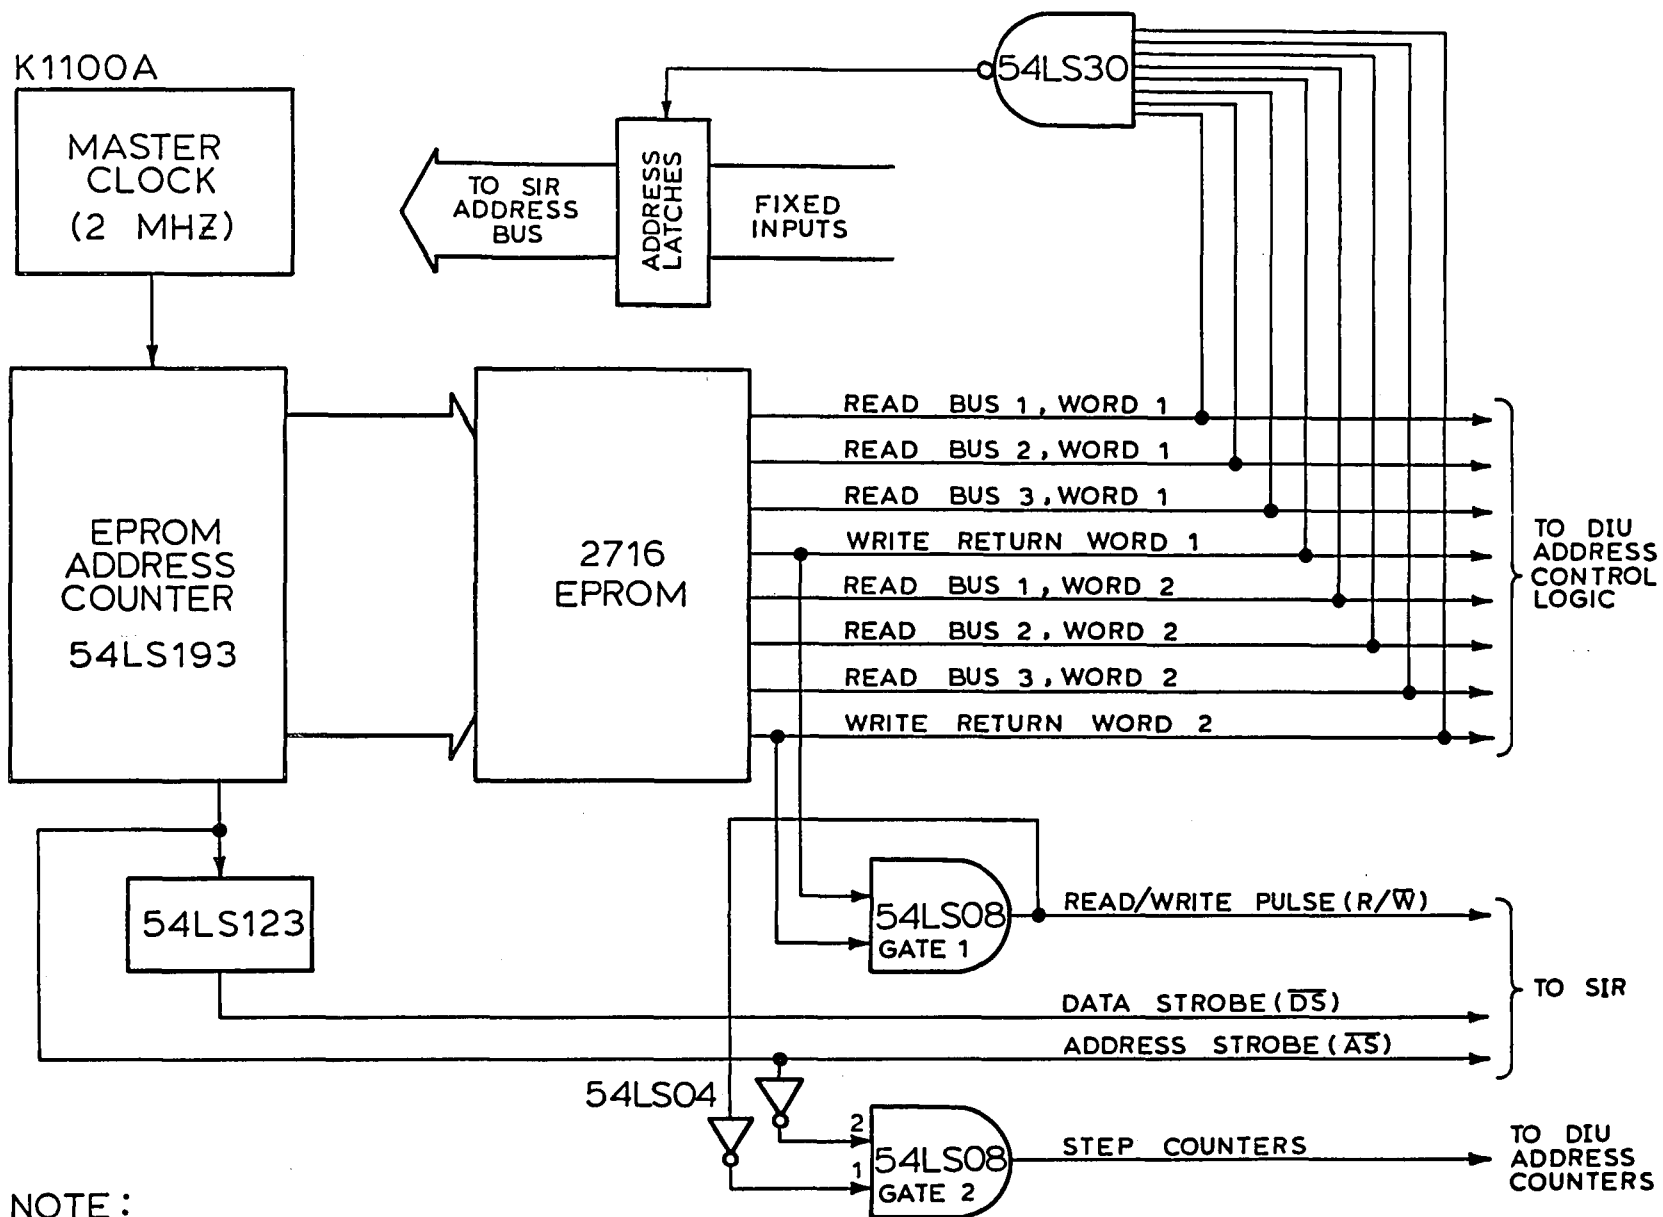 K1100A
MASTER
CLOCK
(2 MHZ)
54LS30
TO SIR
ADDRESS
BUS
ADDRESS
LATCHES
FIXED
INPUTS
EPROM
ADDRESS
COUNTER
54LS193
2716
EPROM
READ BUS 1, WORD 1
READ BUS 2, WORD 1
READ BUS 3, WORD 1
WRITE RETURN WORD 1
READ BUS 1, WORD 2
READ BUS 2, WORD 2
READ BUS 3, WORD 2
WRITE RETURN WORD 2
TO DIU
ADDRESS
CONTROL
LOGIC
54LS123
54LS08
GATE 1
READ/WRITE PULSE (R/W̅)
DATA STROBE (D̅S̅)
ADDRESS STROBE (A̅S̅)
TO SIR
54LS04
2
1
54LS08
GATE 2
STEP COUNTERS
TO DIU
ADDRESS
COUNTERS
NOTE: